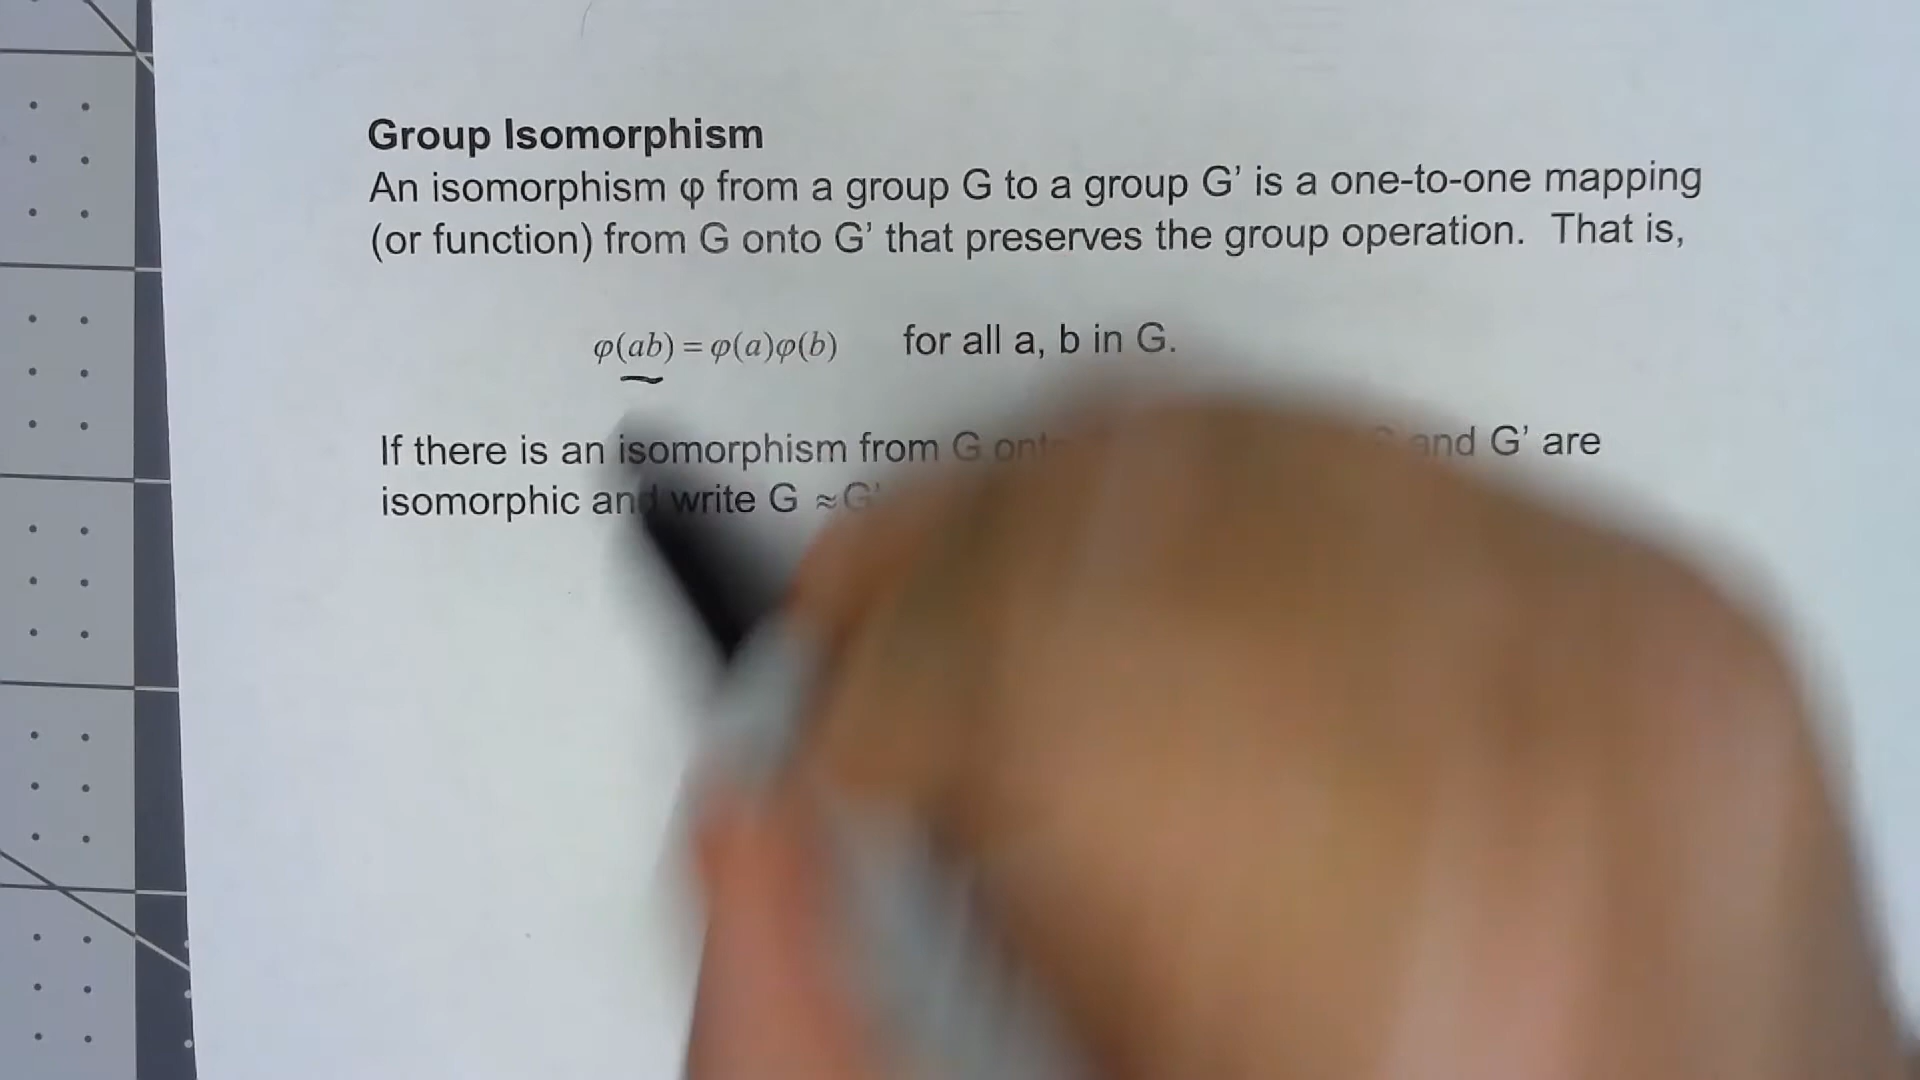 Group Isomorphism
An isomorphism φ from a group G to a group G’ is a one-to-one mapping
(or function) from G onto G’ that preserves the group operation. That is,
φ(ab) = φ(a)φ(b) for all a, b in G.
If there is an isomorphism from G onto and G’ are
isomorphic and write G ≈G’